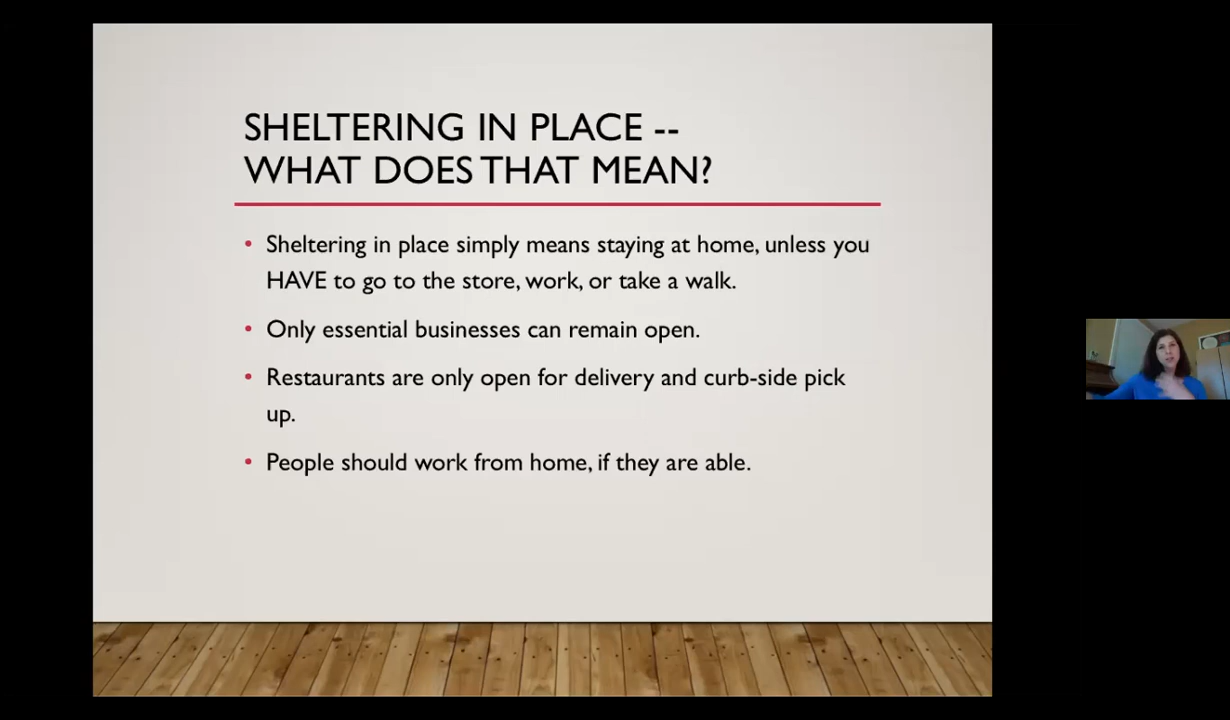 SHELTERING IN PLACE --
WHAT DOES THAT MEAN?
• Sheltering in place simply means staying at home, unless you
HAVE to go to the store, work, or take a walk.
• Only essential businesses can remain open.
• Restaurants are only open for delivery and curb-side pick
up.
• People should work from home, if they are able.